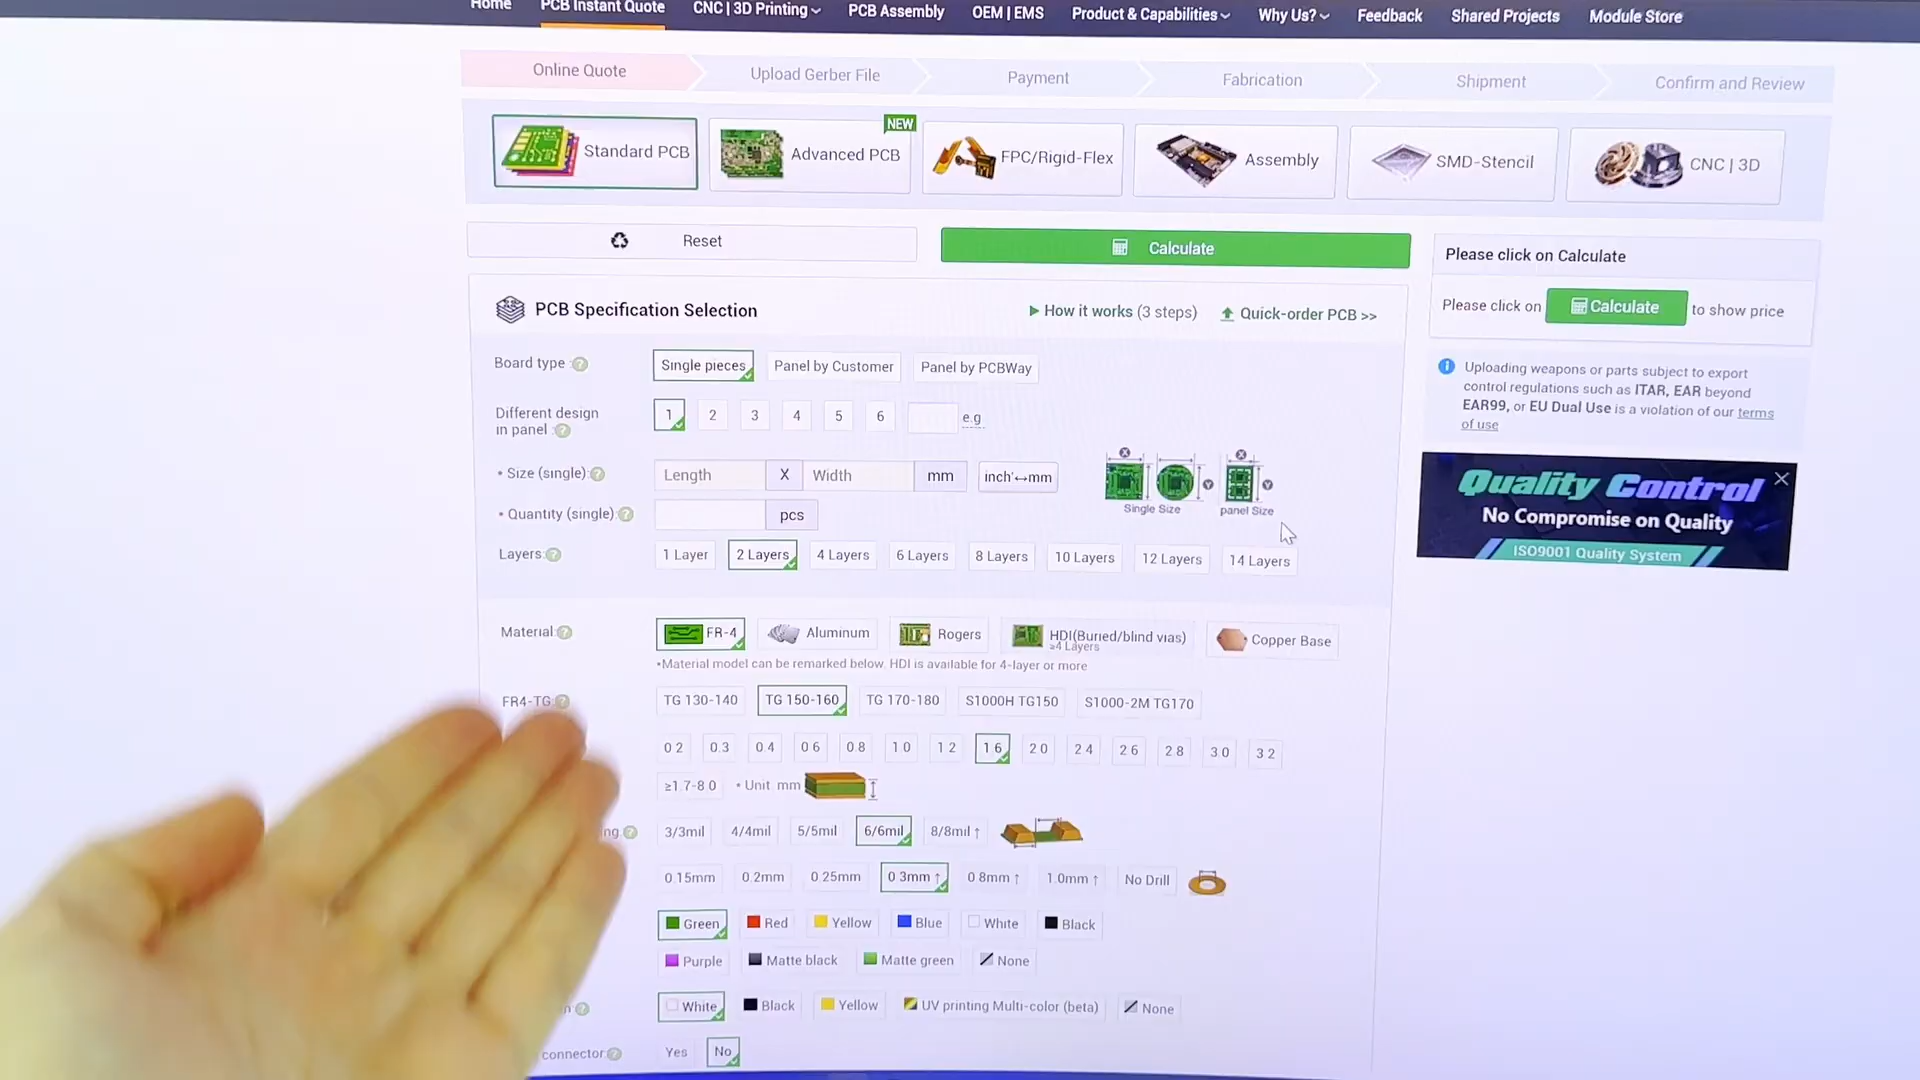 Home PCB Instant Quote CNC | 3D Printing PCB Assembly OEM | EMS Product & Capabilities Why Us? Feedback Shared Projects Module Store
Online Quote Upload Gerber File Payment Fabrication Shipment Confirm and Review
NEW
Standard PCB Advanced PCB FPC/Rigid-Flex Assembly SMD-Stencil CNC | 3D
Reset Calculate
Please click on Calculate
Please click on Calculate to show price
PCB Specification Selection How it works (3 steps) Quick-order PCB >>
Uploading weapons or parts subject to export
control regulations such as ITAR, EAR beyond
EAR99, or EU Dual Use is a violation of our terms
of use
Board type ? Single pieces Panel by Customer Panel by PCBWay
Different design
in panel ? 1 2 3 4 5 6 e.g
• Size (single) ? Length X Width mm inch↔mm
X X Y Y
Single Size panel Size
• Quantity (single) ? pcs
Layers ? 1 Layer 2 Layers 4 Layers 6 Layers 8 Layers 10 Layers 12 Layers 14 Layers
Quality Control
No Compromise on Quality
ISO9001 Quality System
Material ? FR-4 Aluminum Rogers HDI(Buried/blind vias) Copper Base
≥4 Layers
•Material model can be remarked below. HDI is available for 4-layer or more
FR4-TG ? TG 130-140 TG 150-160 TG 170-180 S1000H TG150 S1000-2M TG170
0.2 0.3 0.4 0.6 0.8 1.0 1.2 1.6 2.0 2.4 2.6 2.8 3.0 3.2
≥1.7-8.0 • Unit: mm
ng ? 3/3mil 4/4mil 5/5mil 6/6mil 8/8mil ↑
0.15mm 0.2mm 0.25mm 0.3mm ↑ 0.8mm ↑ 1.0mm ↑ No Drill
Green Red Yellow Blue White Black
Purple Matte black Matte green None
n ? White Black Yellow UV printing Multi-color (beta) None
connector ? Yes No